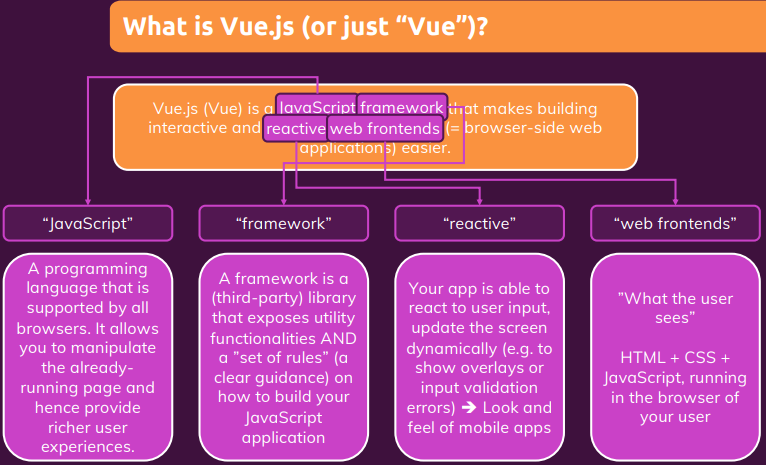 What is Vue.js (or just “Vue”)?
Vue.js (Vue) is a JavaScript framework that makes building
interactive and reactive web frontends (= browser-side web
applications) easier.
“JavaScript”
A programming
language that is
supported by all
browsers. It allows
you to manipulate
the already-
running page and
hence provide
richer user
experiences.
“framework”
A framework is a
(third-party) library
that exposes utility
functionalities AND
a ”set of rules” (a
clear guidance) on
how to build your
JavaScript
application
“reactive”
Your app is able to
react to user input,
update the screen
dynamically (e.g. to
show overlays or
input validation
errors) 🡺 Look and
feel of mobile apps
“web frontends”
”What the user
sees”
HTML + CSS +
JavaScript, running
in the browser of
your user